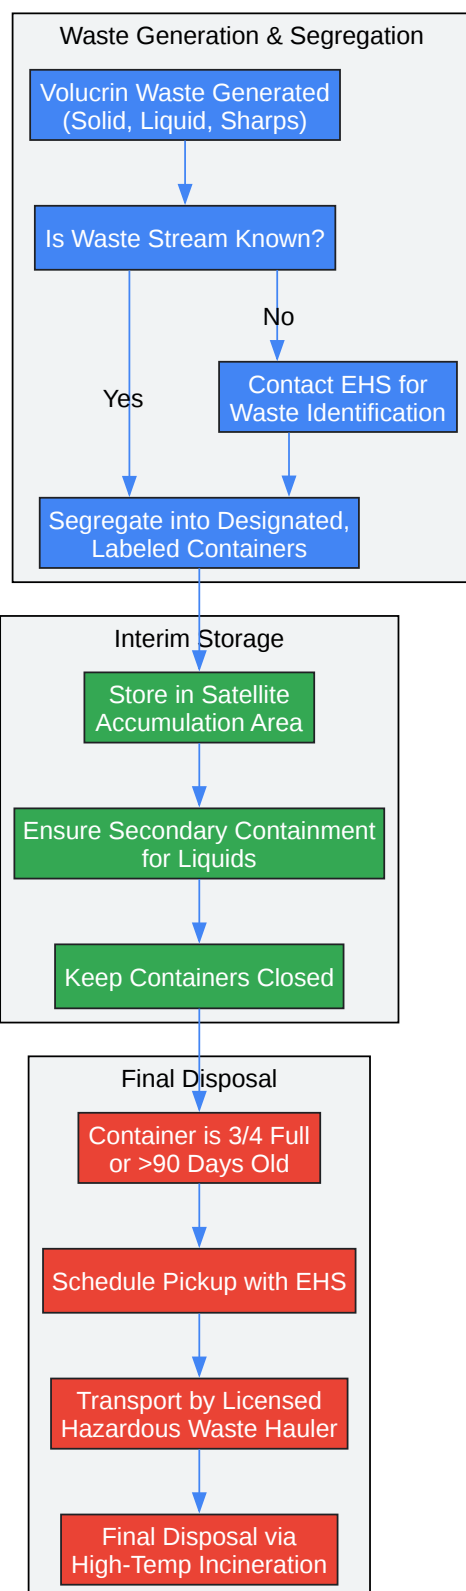 Waste Generation & Segregation
Volucrin Waste Generated
(Solid, Liquid, Sharps)
Is Waste Stream Known?
No
Yes
Contact EHS for
Waste Identification
Segregate into Designated,
Labeled Containers
Interim Storage
Store in Satellite
Accumulation Area
Ensure Secondary Containment
for Liquids
Keep Containers Closed
Final Disposal
Container is 3/4 Full
or >90 Days Old
Schedule Pickup with EHS
Transport by Licensed
Hazardous Waste Hauler
Final Disposal via
High-Temp Incineration